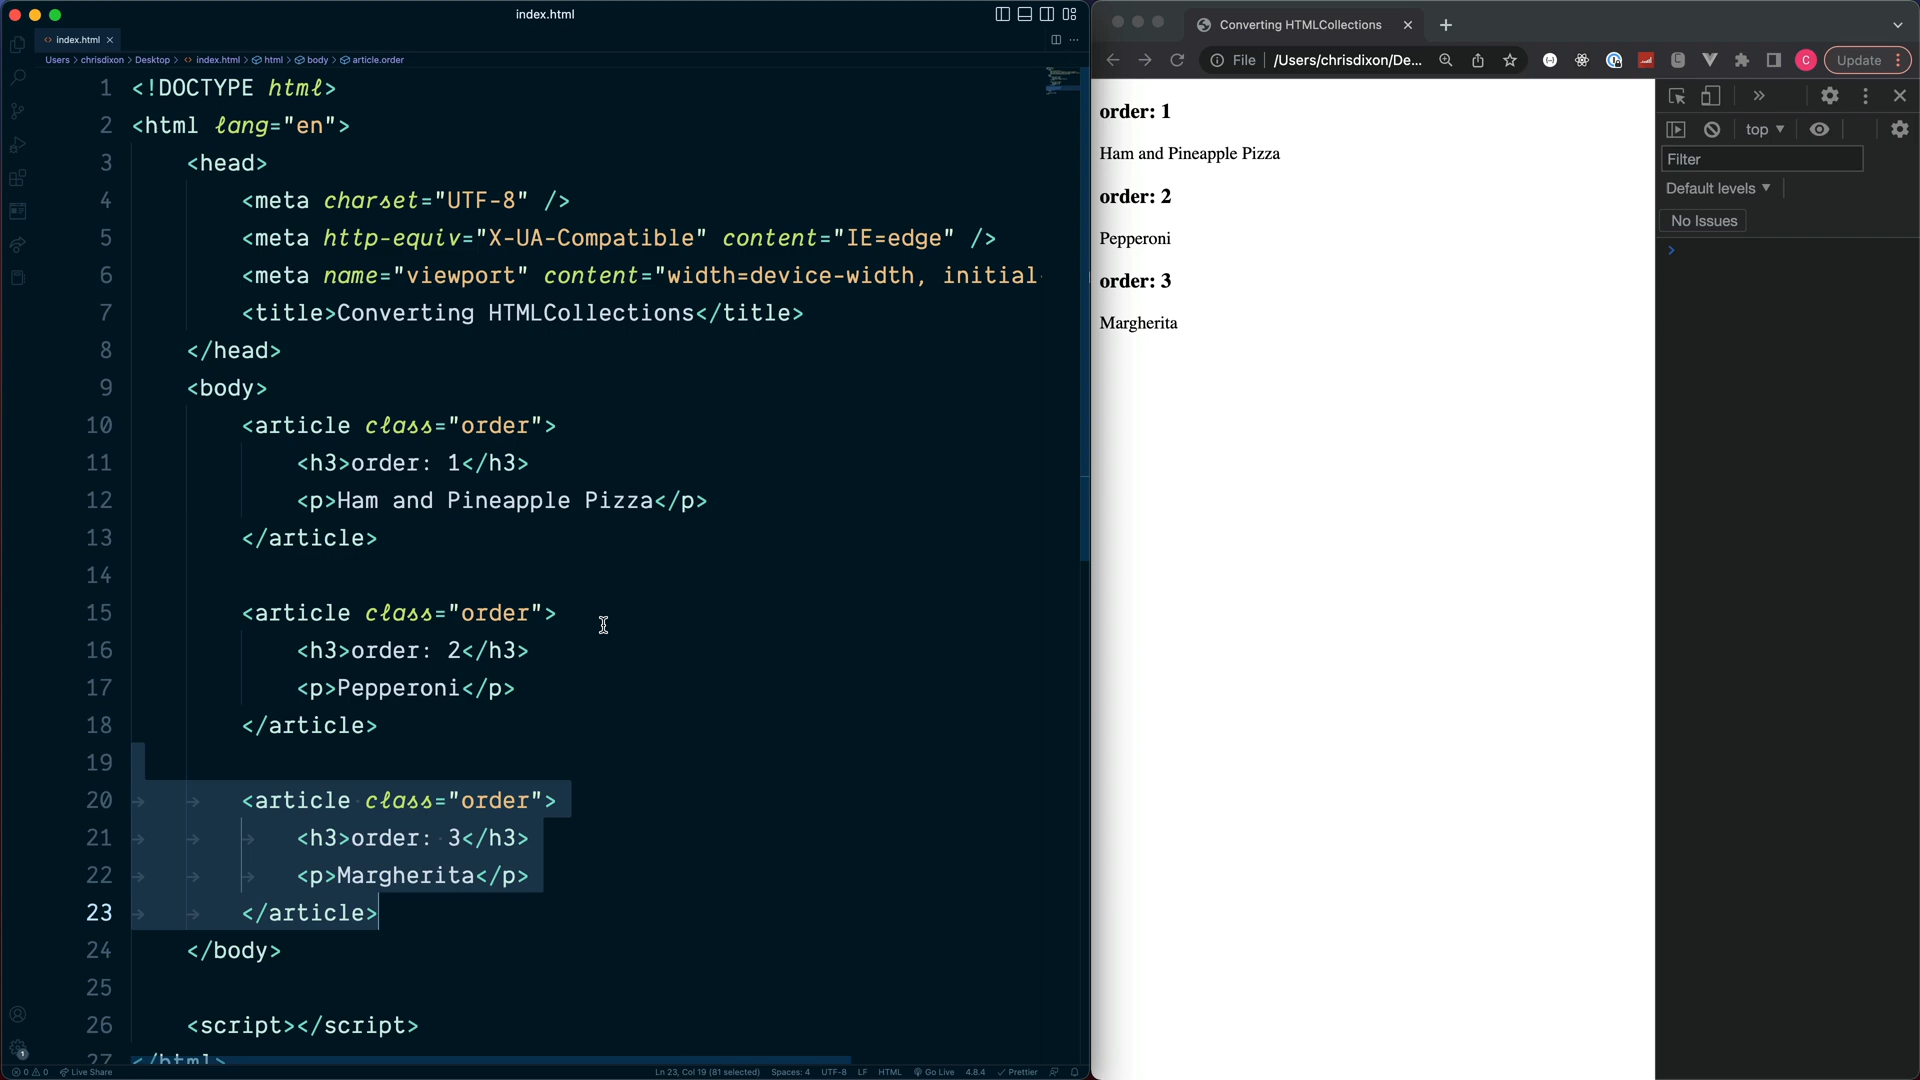 index.html
index.html
Users > chrisdixon > Desktop > index.html > html > body > article.order
1 <!DOCTYPE html>
2 <html lang="en">
3 <head>
4 <meta charset="UTF-8" />
5 <meta http-equiv="X-UA-Compatible" content="IE=edge" />
6 <meta name="viewport" content="width=device-width, initial-
7 <title>Converting HTMLCollections</title>
8 </head>
9 <body>
10 <article class="order">
11 <h3>order: 1</h3>
12 <p>Ham and Pineapple Pizza</p>
13 </article>
14
15 <article class="order">
16 <h3>order: 2</h3>
17 <p>Pepperoni</p>
18 </article>
19
20 <article class="order">
21 <h3>order: 3</h3>
22 <p>Margherita</p>
23 </article>
24 </body>
25
26 <script></script>
27 </html>
1
0 0 Live Share Ln 23, Col 19 (81 selected) Spaces: 4 UTF-8 LF HTML Go Live 4.8.4 Prettier
Converting HTMLCollections
File | /Users/chrisdixon/De... C Update
order: 1
Ham and Pineapple Pizza
order: 2
Pepperoni
order: 3
Margherita
top
Filter
Default levels
No Issues